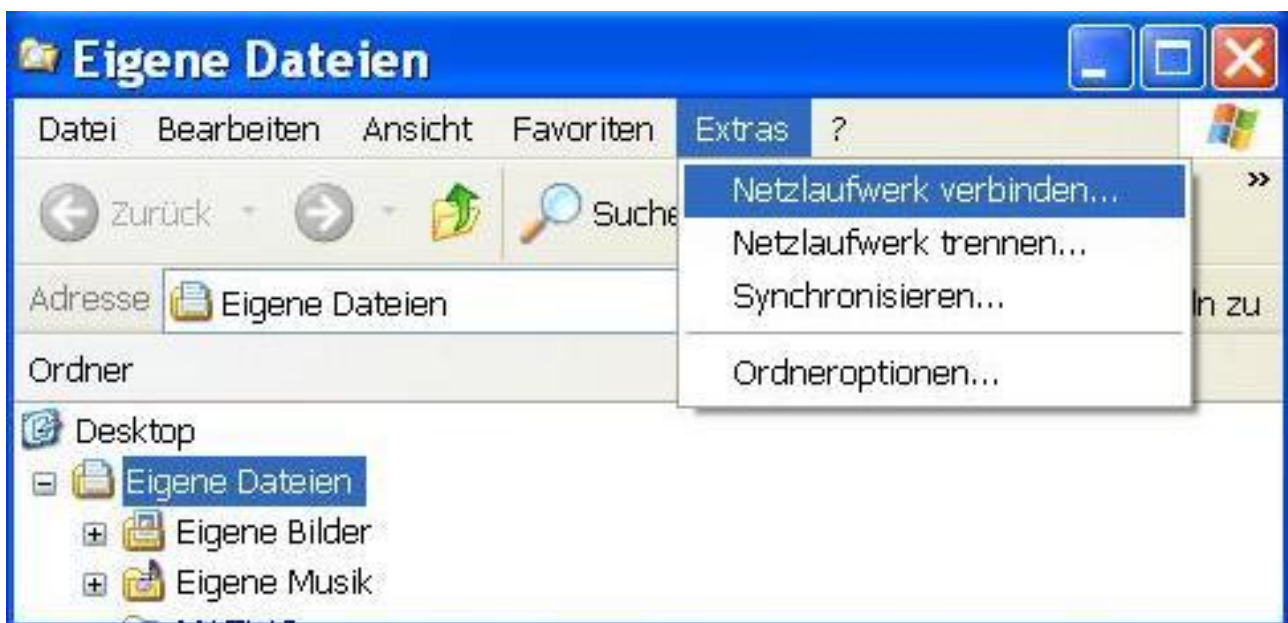 Eigene Dateien
Datei Bearbeiten Ansicht Favoriten Extras ?
Zurück Suche
Netzlaufwerk verbinden...
Netzlaufwerk trennen...
Synchronisieren...
Ordneroptionen...
Adresse Eigene Dateien ln zu
Ordner
Desktop
Eigene Dateien
Eigene Bilder
Eigene Musik